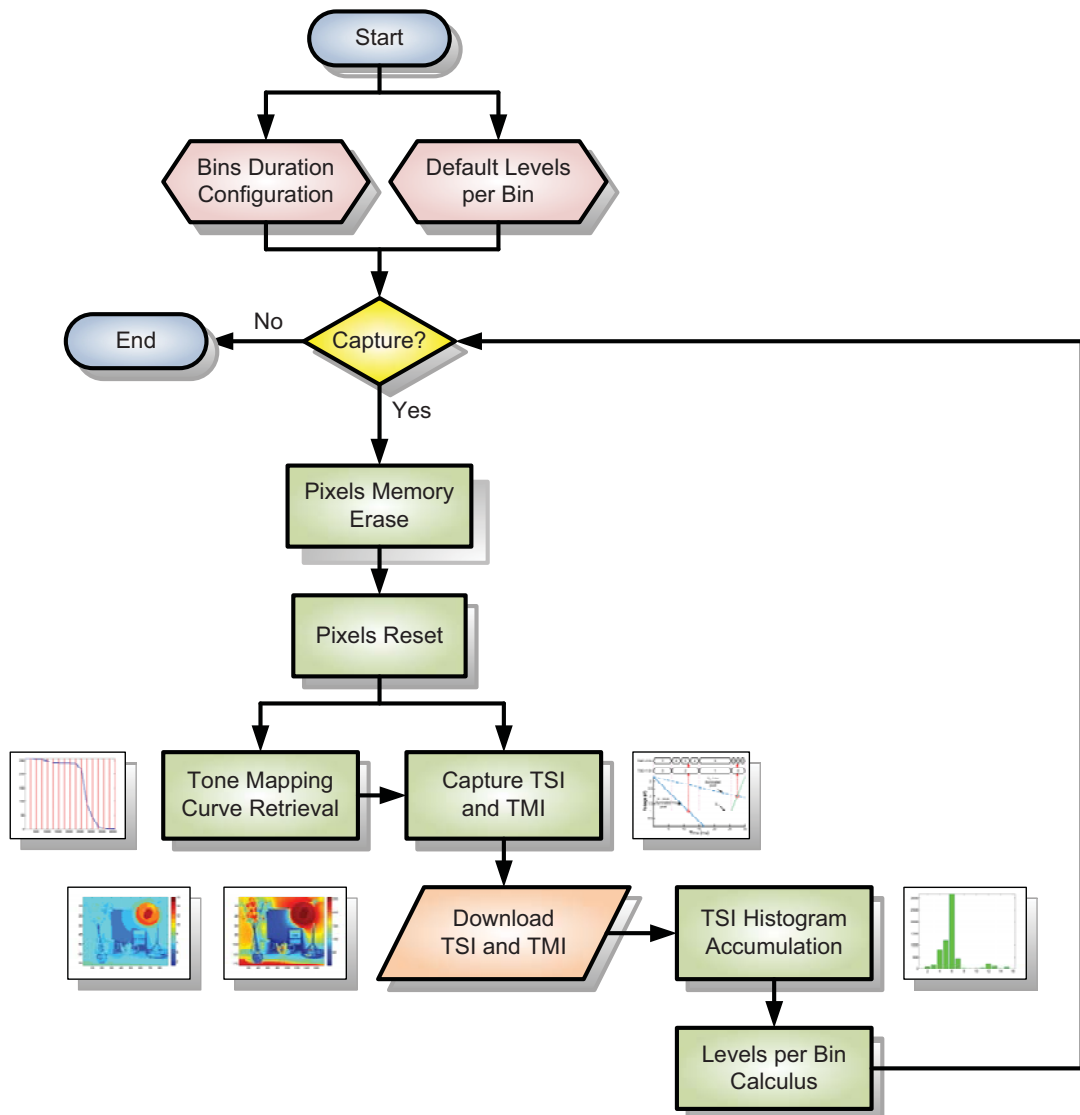 Start
Bins Duration
Configuration
Default Levels
per Bin
Capture?
No
End
Yes
Pixels Memory
Erase
Pixels Reset
Tone Mapping
Curve Retrieval
Capture TSI
and TMI
Download
TSI and TMI
TSI Histogram
Accumulation
Levels per Bin
Calculus